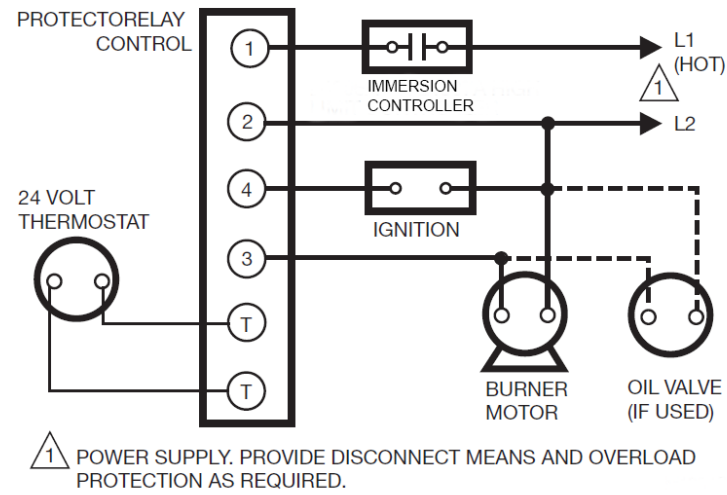 PROTECTORELAY
CONTROL
1
L1
(HOT)
1
IMMERSION
CONTROLLER
2
L2
4
IGNITION
24 VOLT
THERMOSTAT
3
T
T
BURNER
MOTOR
OIL VALVE
(IF USED)
1 POWER SUPPLY. PROVIDE DISCONNECT MEANS AND OVERLOAD
PROTECTION AS REQUIRED.